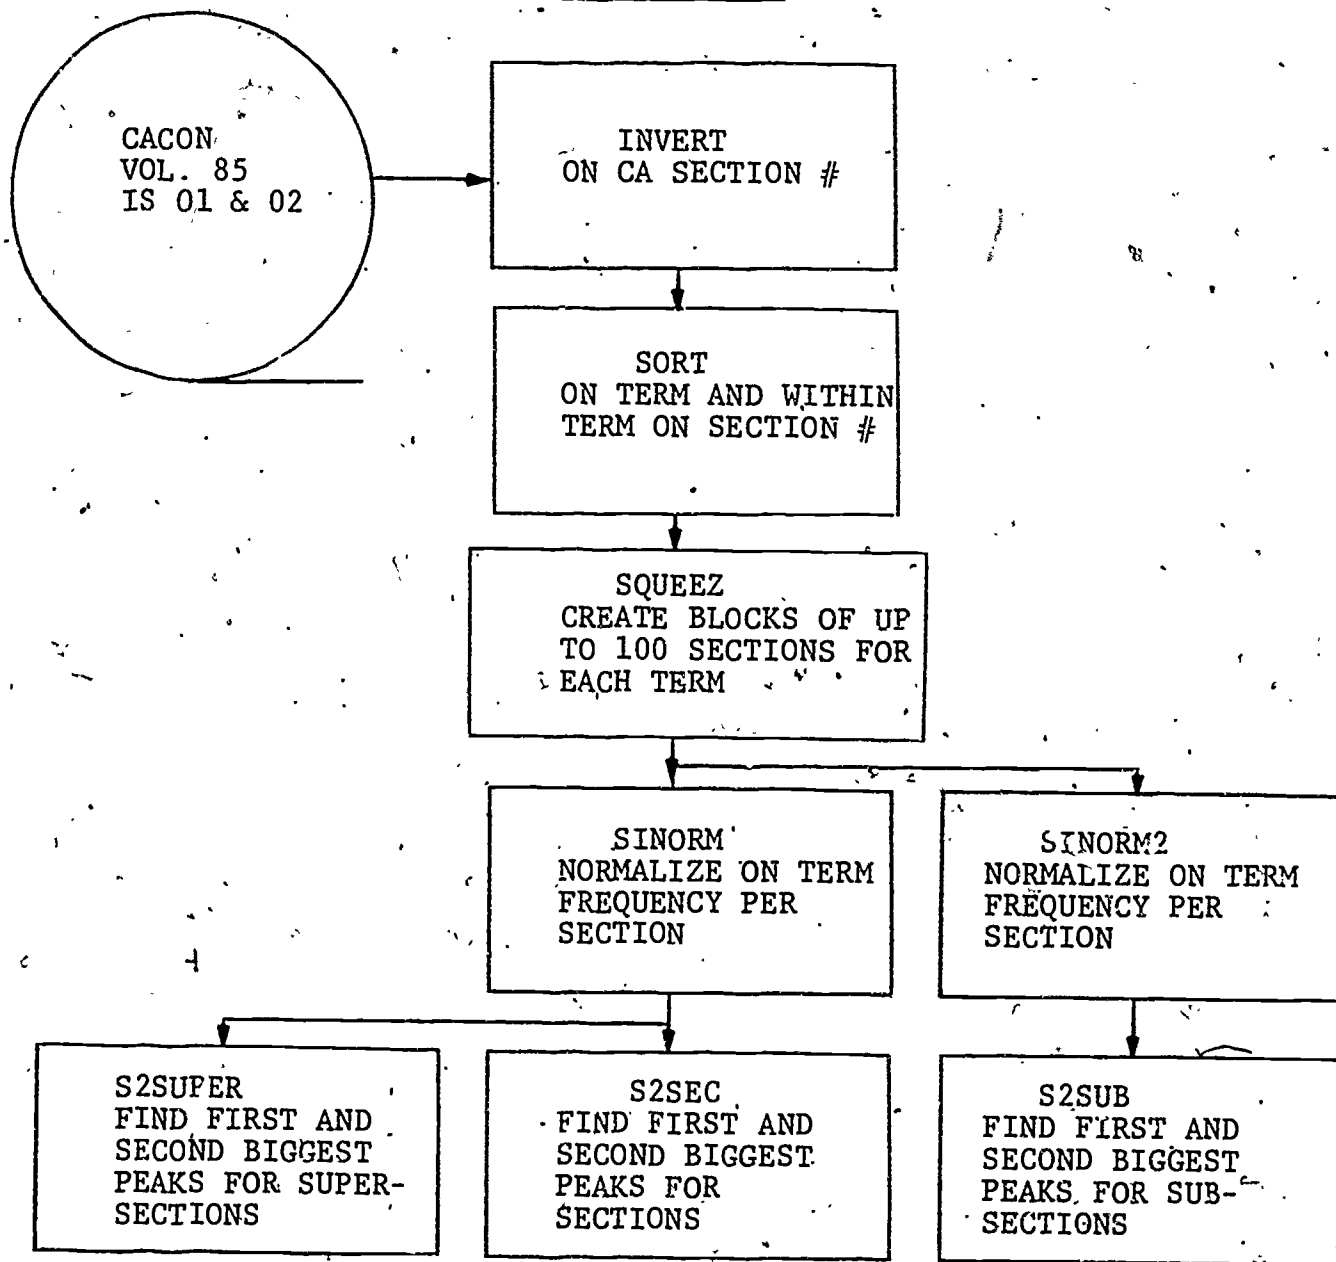 CACON
VOL. 85
IS 01 & 02
INVERT
ON CA SECTION #
SORT
ON TERM AND WITHIN
TERM ON SECTION #
SQUEEZ
CREATE BLOCKS OF UP
TO 100 SECTIONS FOR
EACH TERM
SINORM
NORMALIZE ON TERM
FREQUENCY PER
SECTION
SINORM2
NORMALIZE ON TERM
FREQUENCY PER
SECTION
S2SUPER
FIND FIRST AND
SECOND BIGGEST
PEAKS FOR SUPER-
SECTIONS
S2SEC
FIND FIRST AND
SECOND BIGGEST
PEAKS FOR
SECTIONS
S2SUB
FIND FIRST AND
SECOND BIGGEST
PEAKS FOR SUB-
SECTIONS